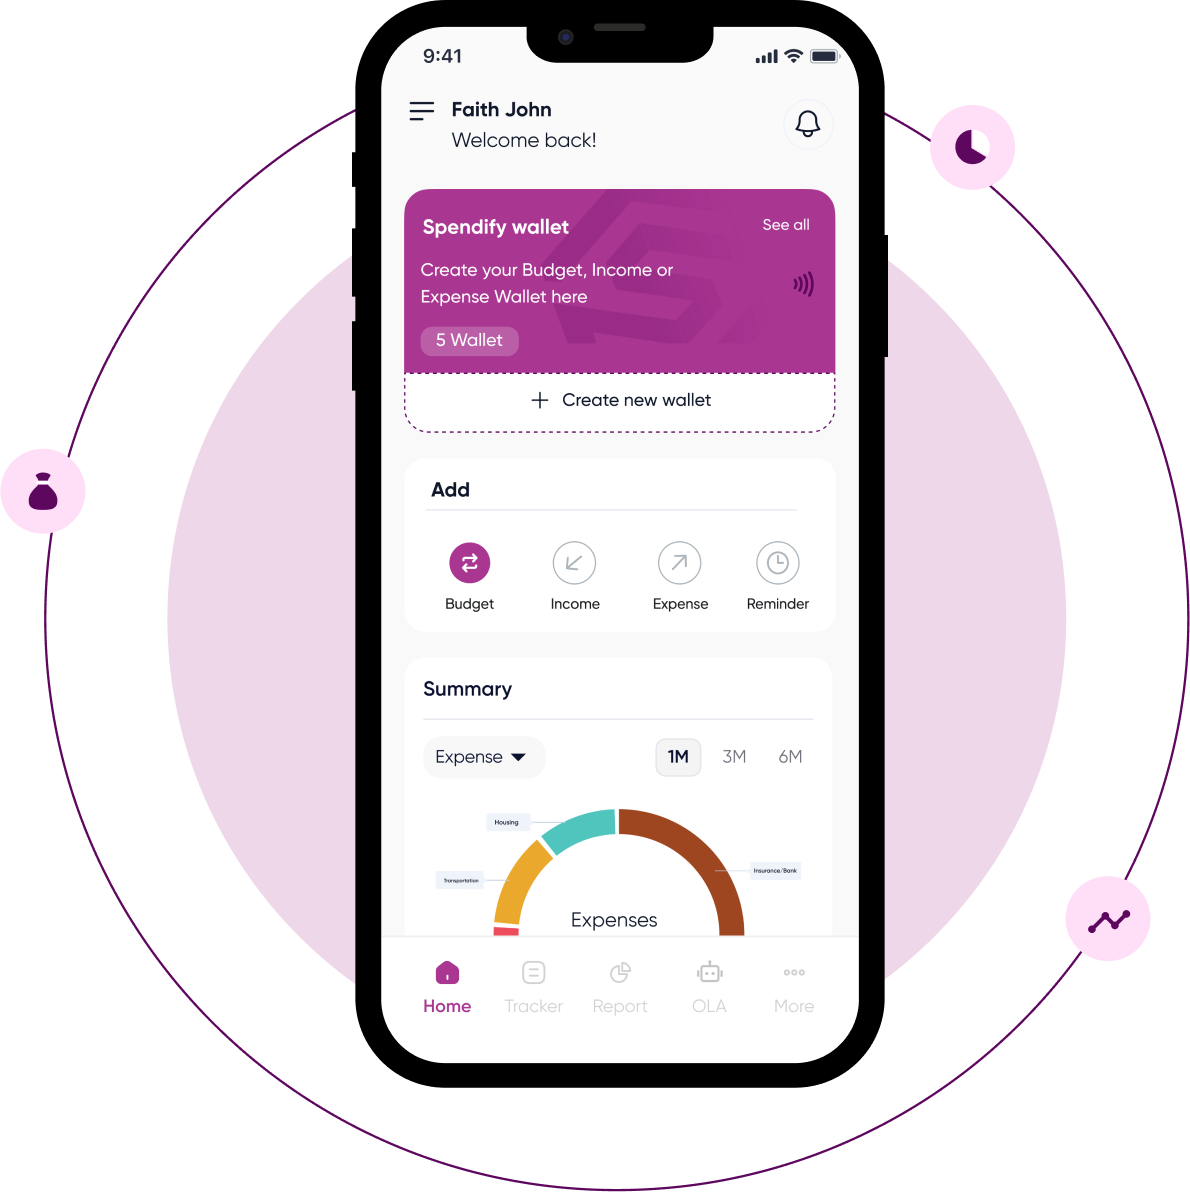 9:41
Faith John
Welcome back!
Spendify wallet
See all
Create your Budget, Income or
Expense Wallet here
5 Wallet
Create new wallet
Add
Budget
Income
Expense
Reminder
Summary
Expense
1M
3M
6M
Housing
Transportation
Insurance/Bank
Expenses
Home
Tracker
Report
OLA
More